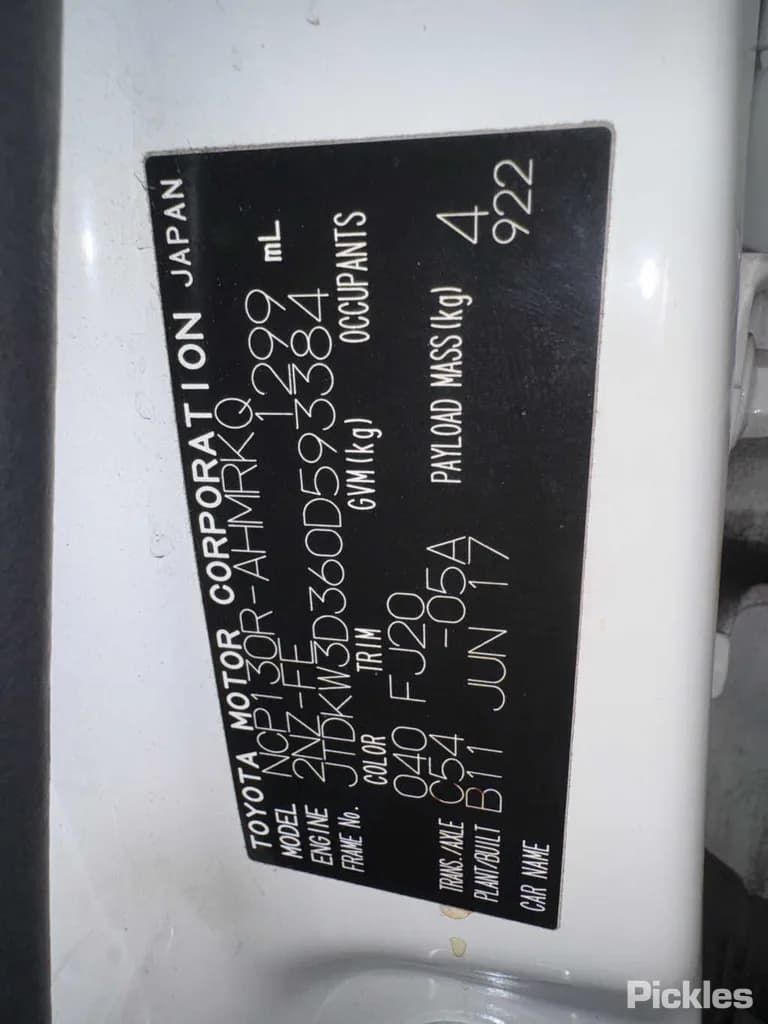 TOYOTA MOTOR CORPORATION JAPAN
MODEL NCP130R-AHMRKQ
ENGINE 2NZ-FE 1299 mL
FRAME No. JTDKW3D360D593384
COLOR TRIM GVM(kg) OCCUPANTS
040 FJ20 4
TRANS./AXLE C54 -05A PAYLOAD MASS(kg) 922
PLANT/BUILT B11 JUN 17
CAR NAME
Pickles